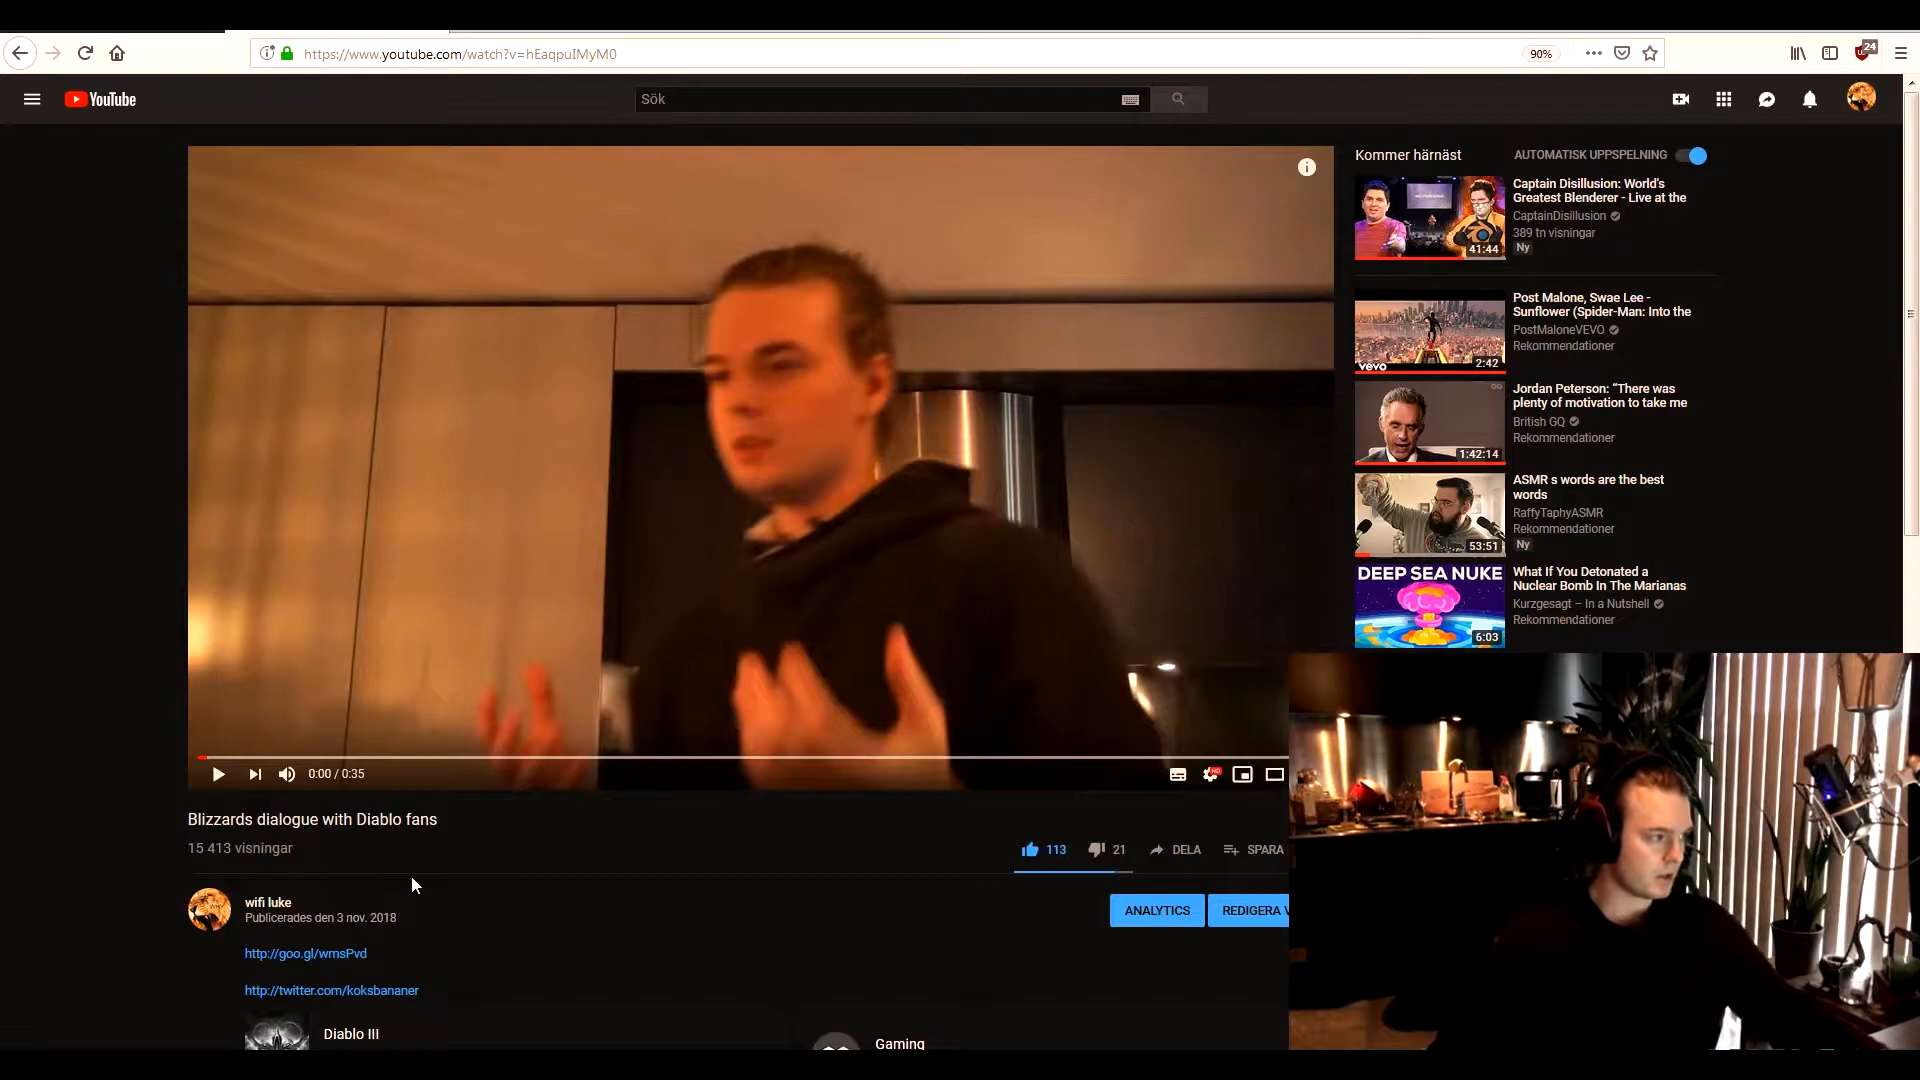 https://www.youtube.com/watch?v=hEaqpuIMyM0
90%
24
YouTube
Sök
Kommer härnäst
AUTOMATISK UPPSPELNING
Captain Disillusion: World's
Greatest Blenderer - Live at the
CaptainDisillusion
389 tn visningar
Ny
41:44
Post Malone, Swae Lee -
Sunflower (Spider-Man: Into the
PostMaloneVEVO
Rekommendationer
vevo
2:42
Jordan Peterson: “There was
plenty of motivation to take me
British GQ
Rekommendationer
1:42:14
ASMR s words are the best
words
RaffyTaphyASMR
Rekommendationer
Ny
53:51
DEEP SEA NUKE
What If You Detonated a
Nuclear Bomb In The Marianas
Kurzgesagt – In a Nutshell
Rekommendationer
6:03
0:00 / 0:35
HD
Blizzards dialogue with Diablo fans
15 413 visningar
113
21
DELA
SPARA
wifi luke
Publicerades den 3 nov. 2018
ANALYTICS
REDIGERA V
http://goo.gl/wmsPvd
http://twitter.com/koksbananer
Diablo III
Gaming